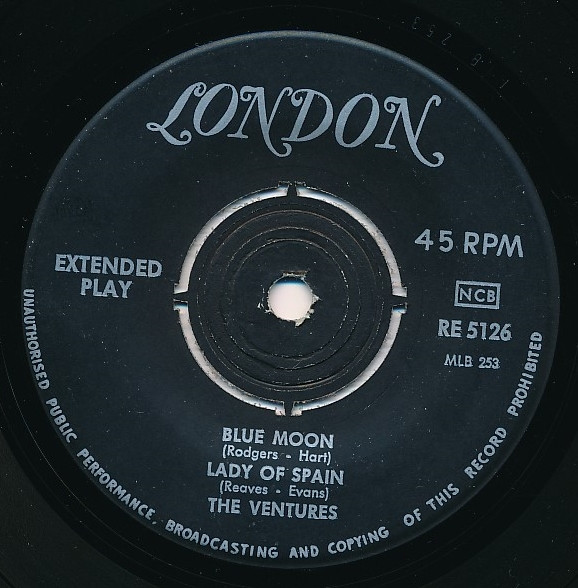 LONDON
45 RPM
EXTENDED
PLAY
NCB
RE 5126
MLB 253
BLUE MOON
(Rodgers - Hart)
LADY OF SPAIN
(Reaves - Evans)
THE VENTURES
UNAUTHORISED PUBLIC PERFORMANCE, BROADCASTING AND COPYING OF THIS RECORD PROHIBITED